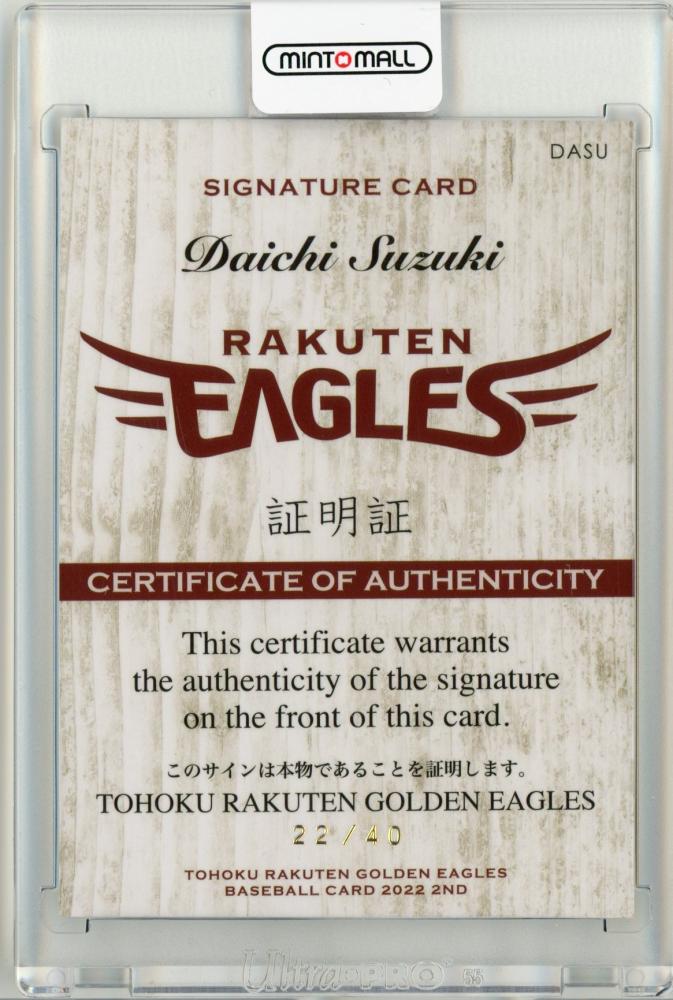 MINT MALL
DASU
SIGNATURE CARD
Daichi Suzuki
RAKUTEN
EAGLES
証明証
CERTIFICATE OF AUTHENTICITY
This certificate warrants
the authenticity of the signature
on the front of this card.
このサインは本物であることを証明します。
TOHOKU RAKUTEN GOLDEN EAGLES
22/40
TOHOKU RAKUTEN GOLDEN EAGLES
BASEBALL CARD 2022 2ND
Ultra PRO 55